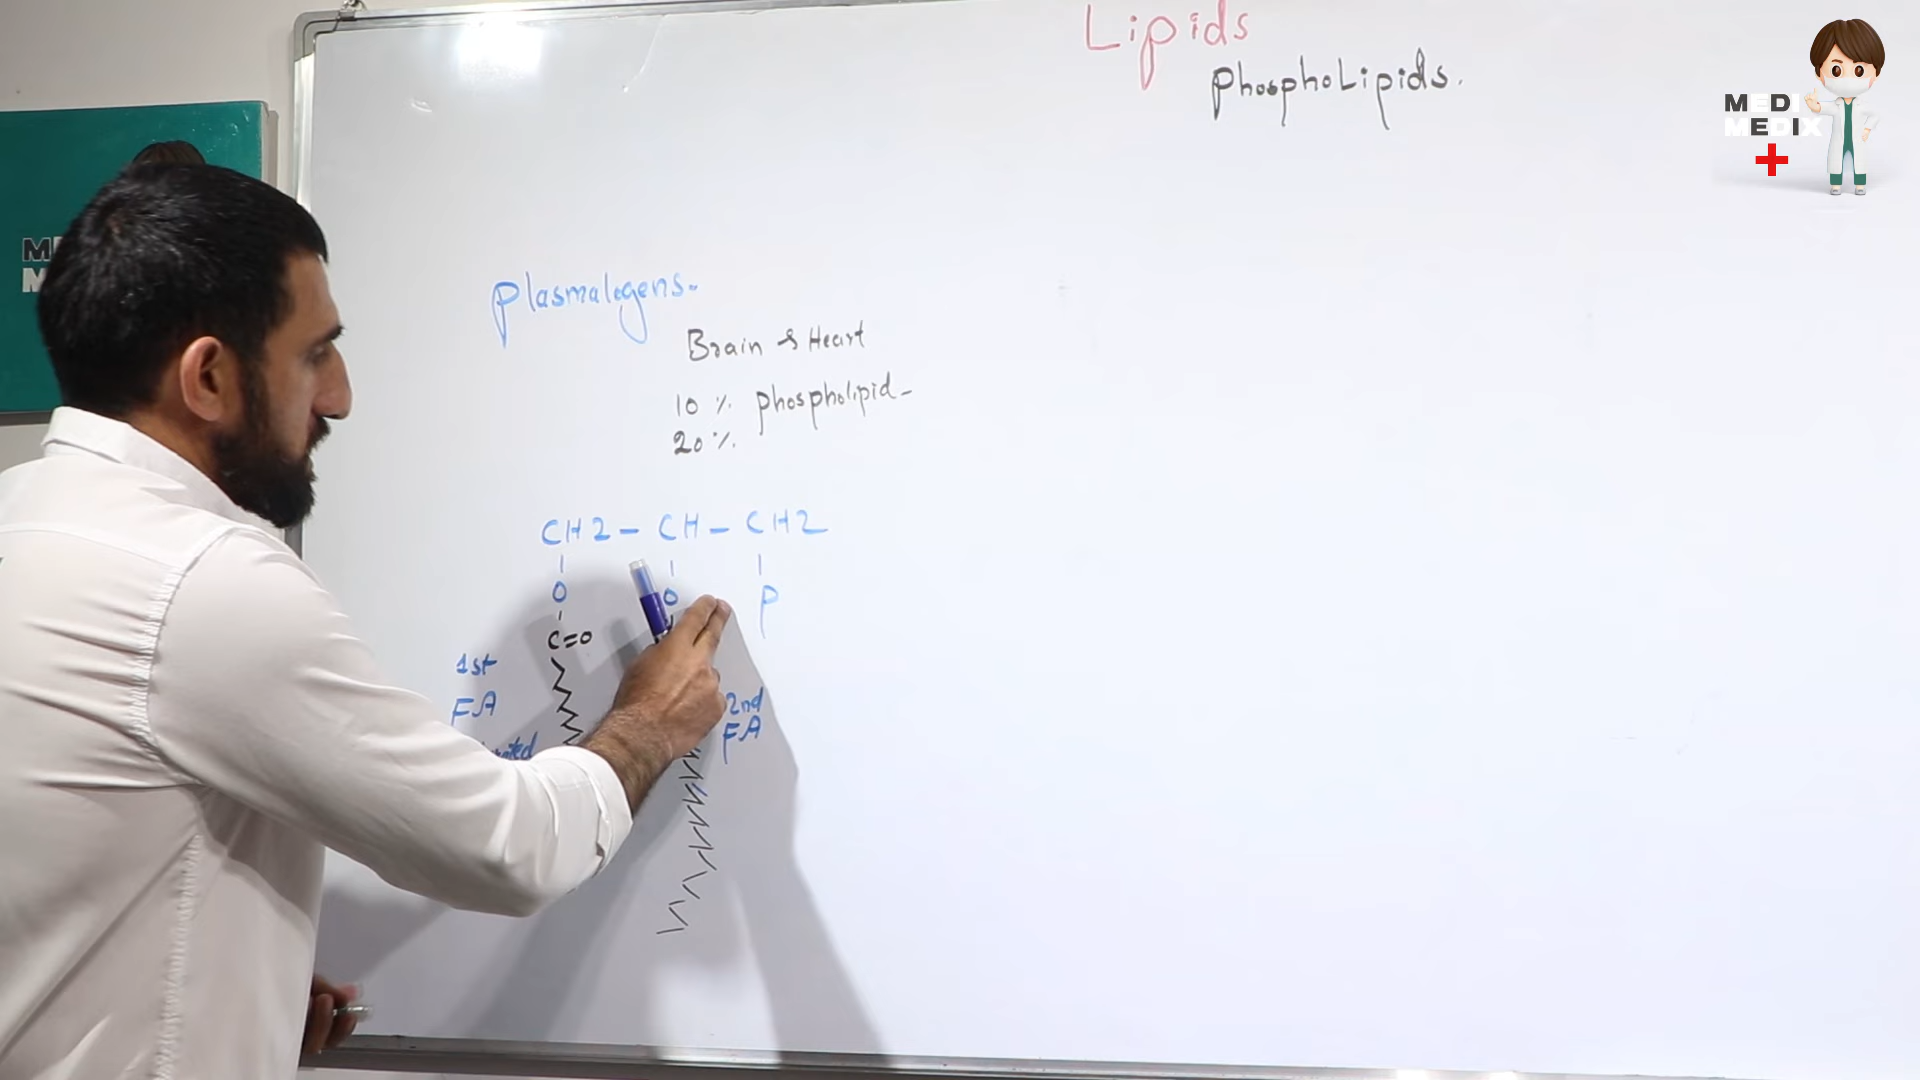 Lipids
PhosphoLipids.
MEDI
MEDIX
Plasmalogens.
Brain & Heart
10 % phospholipid-
20 %.
CH2 - CH - CH2
O O P
C=O
1st
FA
2nd
FA